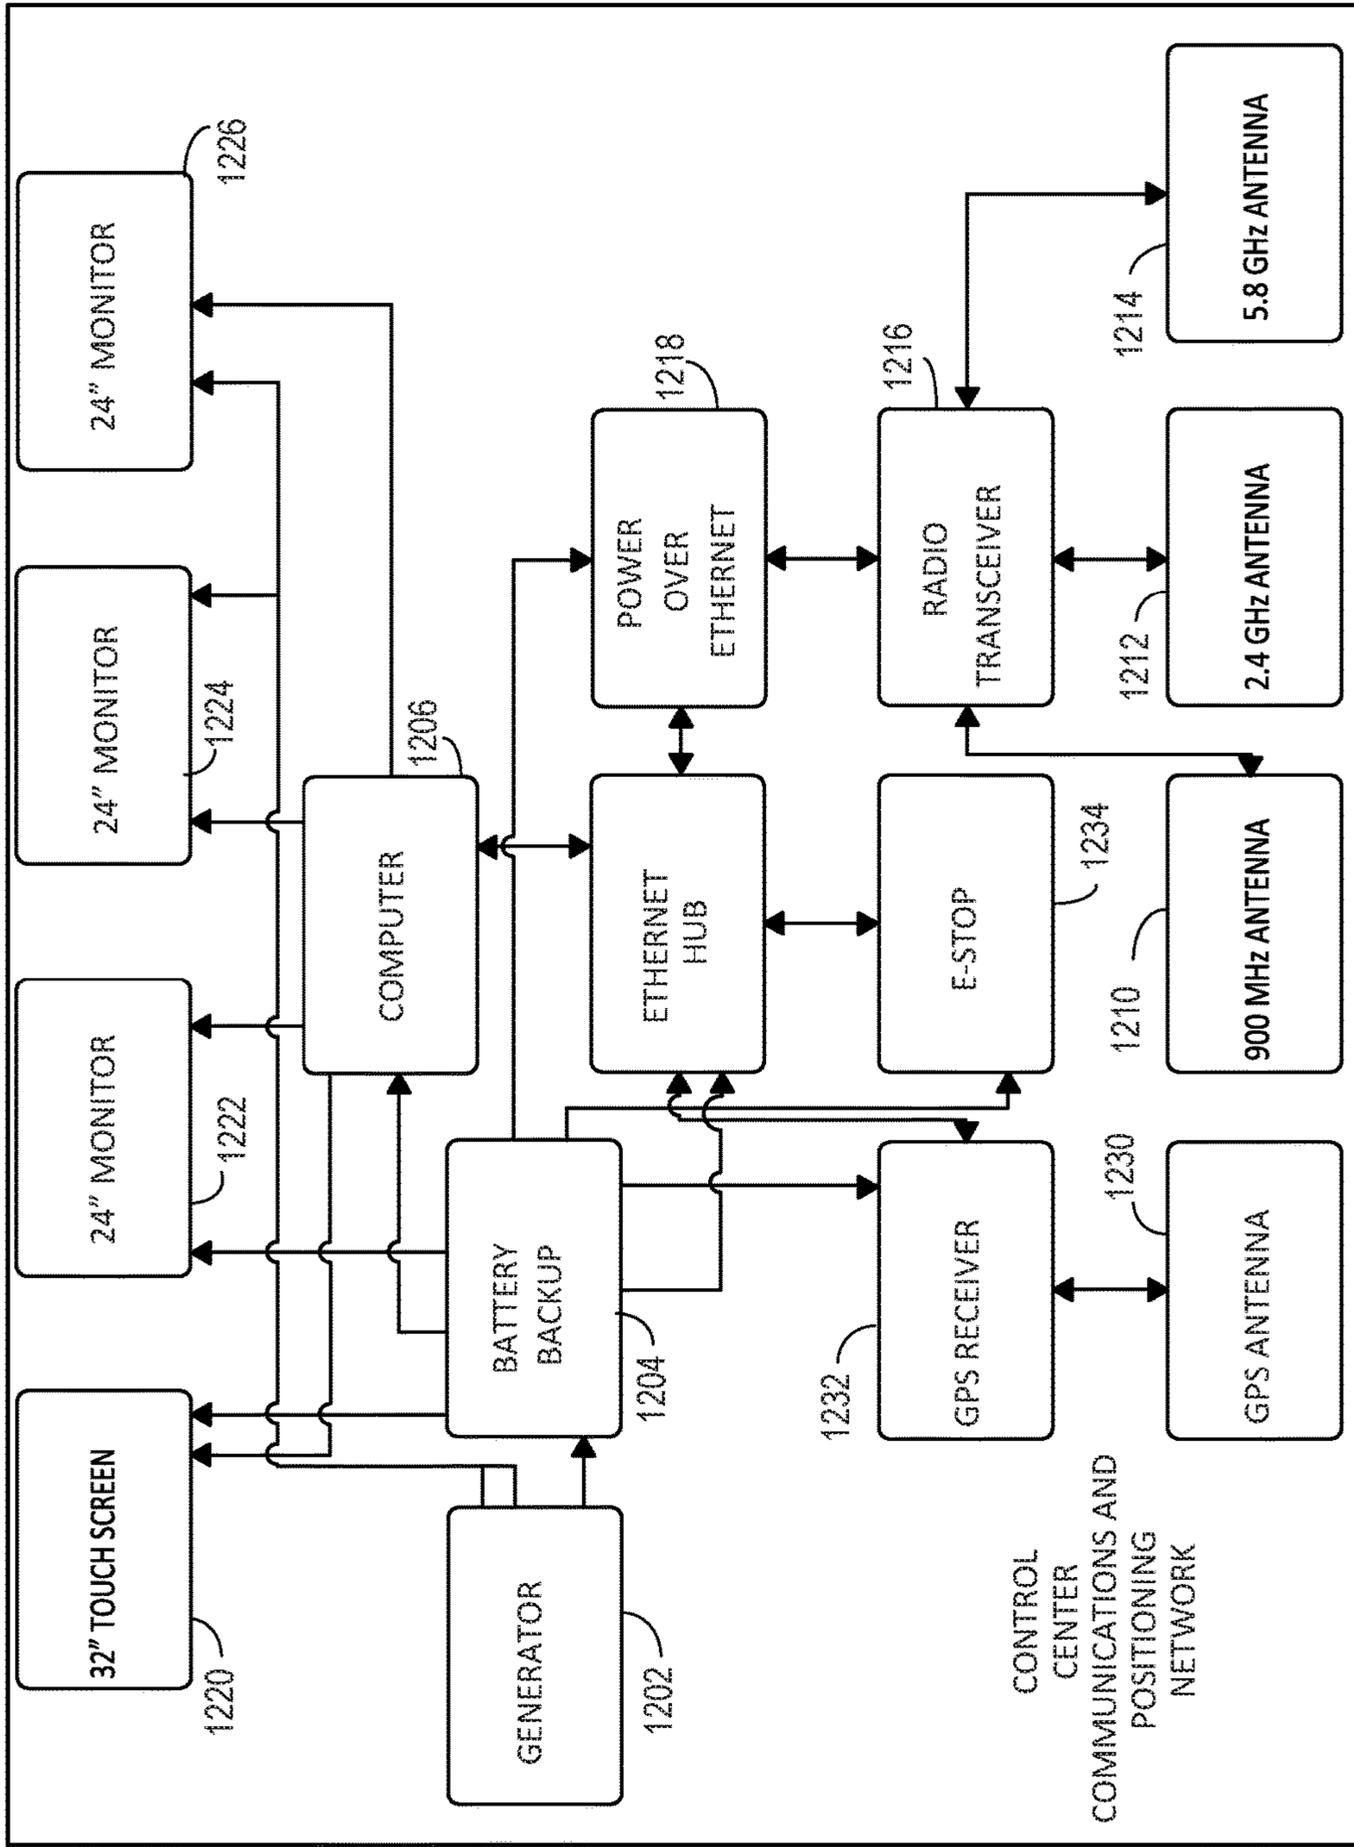 32” TOUCH SCREEN
1220
24” MONITOR
1222
24” MONITOR
1224
24” MONITOR
1226
COMPUTER
1206
GENERATOR
1202
BATTERY
BACKUP
1204
ETHERNET
HUB
POWER
OVER
ETHERNET
1218
GPS RECEIVER
1232
E-STOP
1234
RADIO
TRANSCEIVER
1216
CONTROL
CENTER
COMMUNICATIONS AND
POSITIONING
NETWORK
GPS ANTENNA
1230
900 MHz ANTENNA
1210
2.4 GHz ANTENNA
1212
5.8 GHz ANTENNA
1214